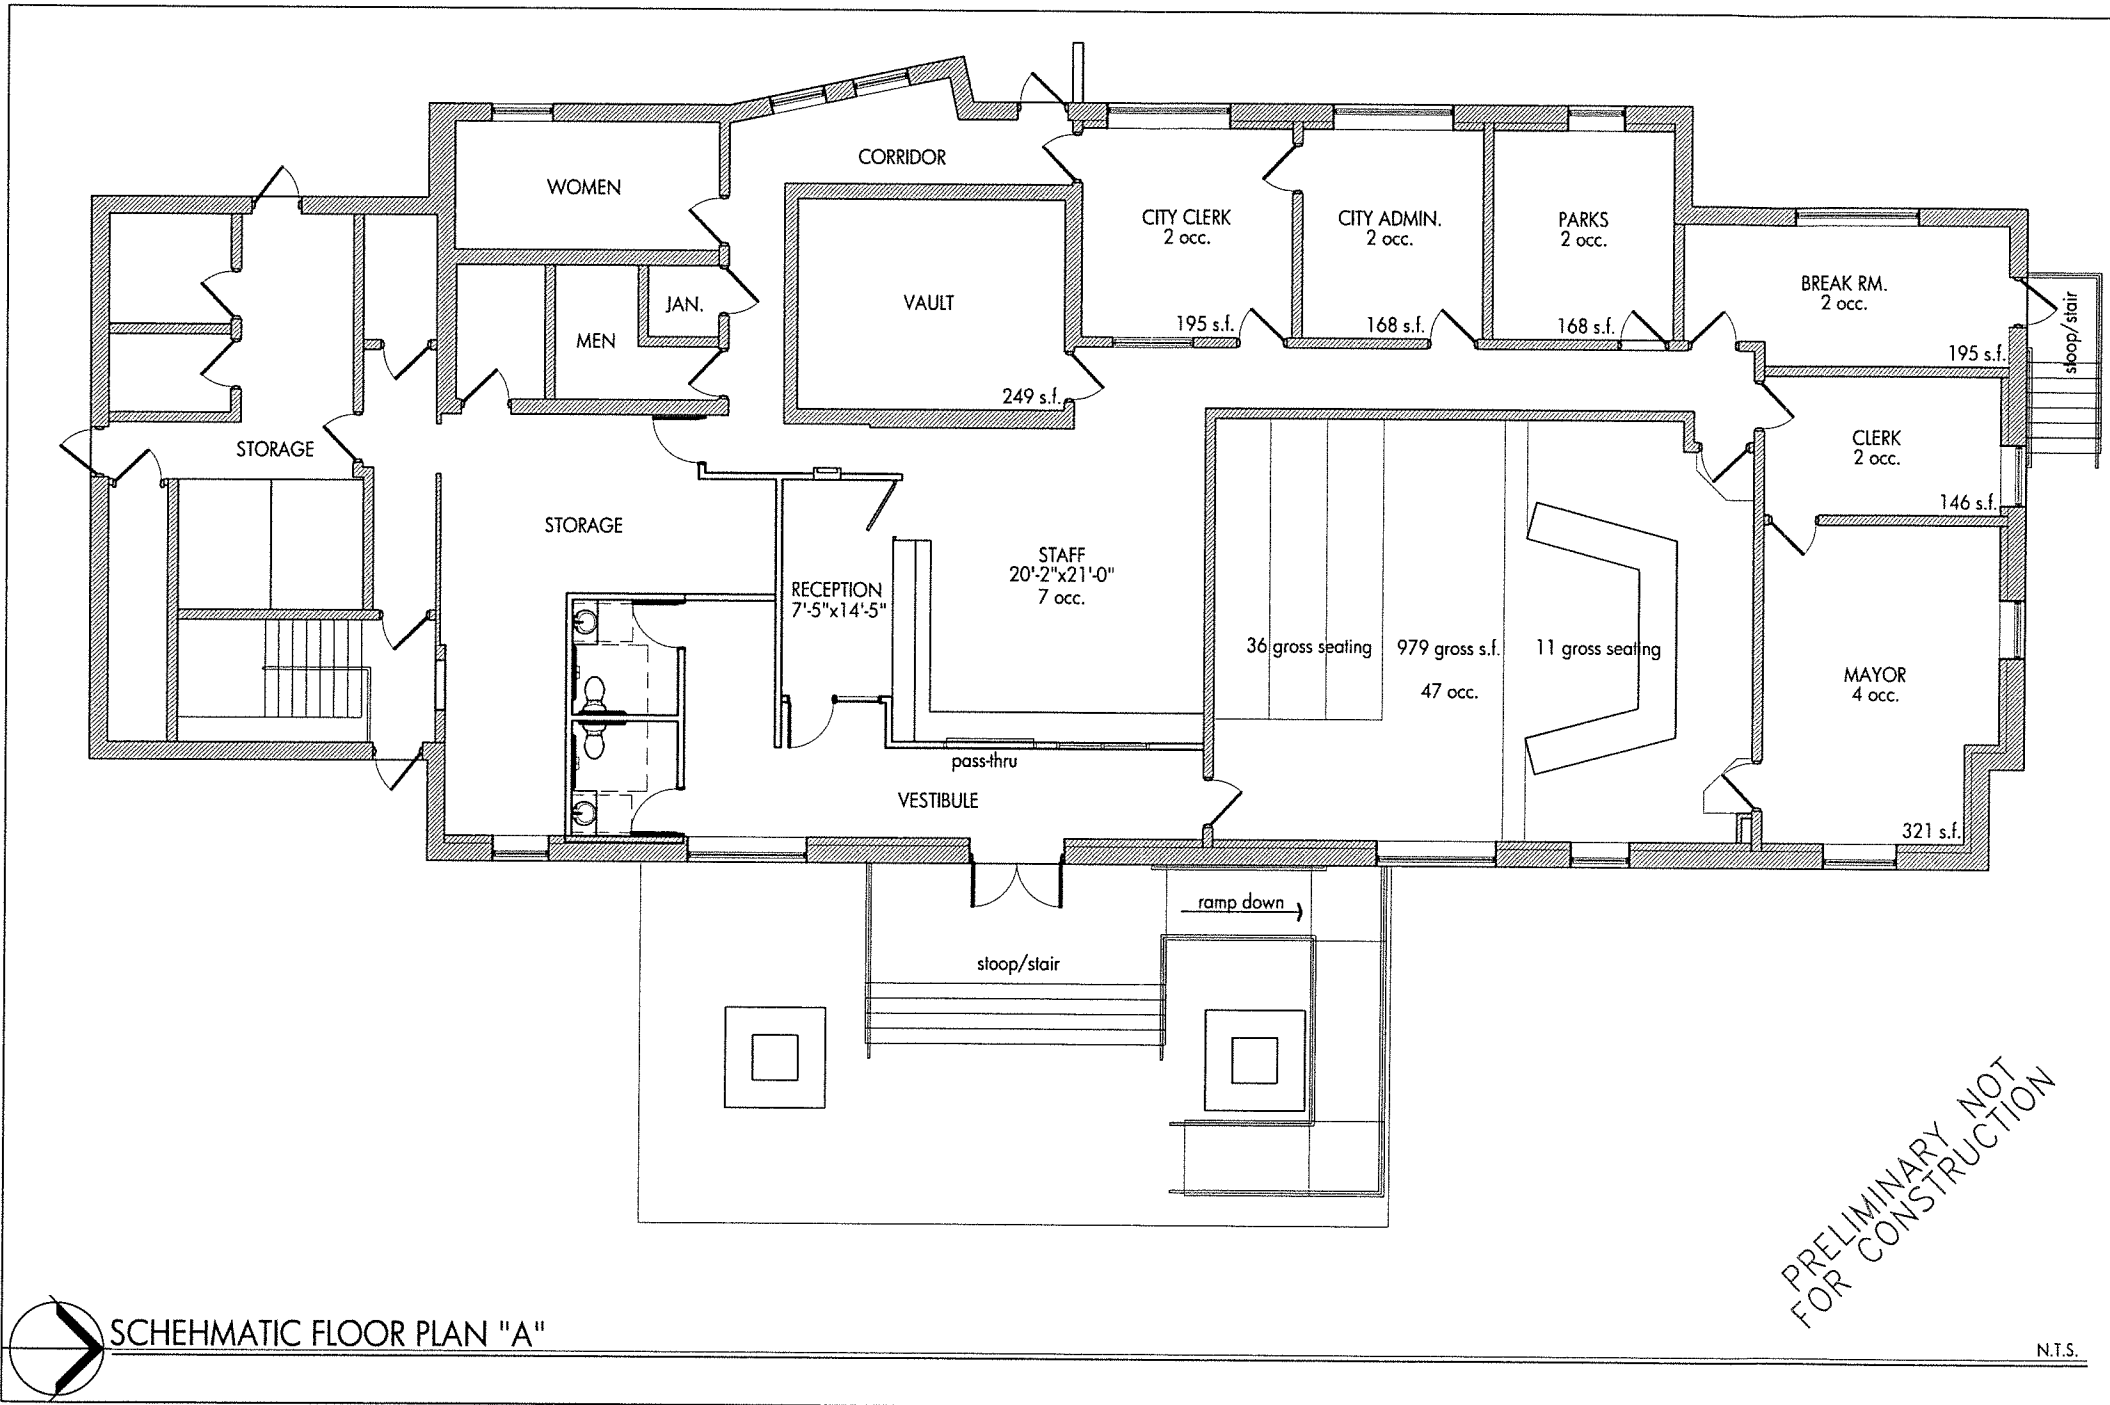 CORRIDOR
WOMEN
CITY CLERK
2 occ.
CITY ADMIN.
2 occ.
PARKS
2 occ.
BREAK RM.
2 occ.
stoop/stair
VAULT
JAN.
MEN
195 s.f.
168 s.f.
168 s.f.
195 s.f.
249 s.f.
STORAGE
CLERK
2 occ.
146 s.f.
STORAGE
STAFF
20'-2"x21'-0"
7 occ.
RECEPTION
7'-5"x14'-5"
36 gross seating
979 gross s.f.
47 occ.
11 gross seating
MAYOR
4 occ.
pass-thru
VESTIBULE
321 s.f.
ramp down
stoop/stair
PRELIMINARY NOT
FOR CONSTRUCTION
SCHEHMATIC FLOOR PLAN "A"
N.T.S.